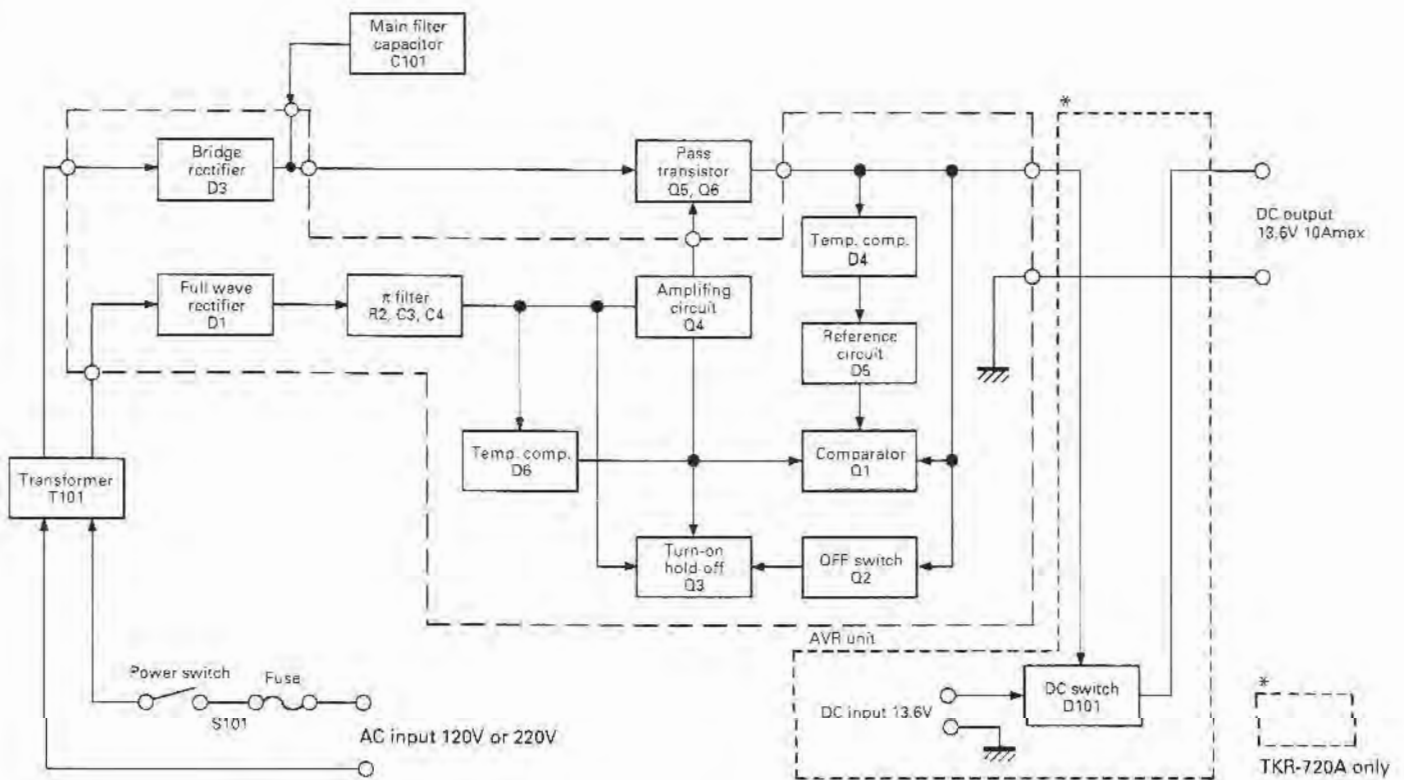 Main filter
capacitor
C101
*
Bridge
rectifier
D3
Pass
transistor
Q5, Q6
DC output
13.6V 10Amax
Temp. comp.
D4
Full wave
rectifier
D1
π filter
R2, C3, C4
Amplifing
circuit
Q4
Reference
circuit
D5
Transformer
T101
Temp. comp.
D6
Comparator
Q1
Turn-on
hold-off
Q3
OFF switch
Q2
AVR unit
Power switch
Fuse
S101
AC input 120V or 220V
DC input 13.6V
DC switch
D101
*
TKR-720A only